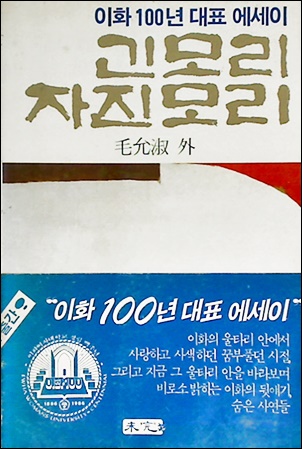 이화 100년 대표 에세이
긴모리
자진모리
毛允淑 外
"이화 100년 대표 에세이"
이화의 울타리 안에서
사랑하고 사색하던 꿈부풀던 시절,
그리고 지금 그 울타리 안을 바라보며
비로소 밝히는 이화의 뒷얘기,
숨은 사연들
1886 1986